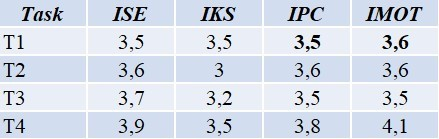 Task ISE IKS IPC IMOT
T1 3,5 3,5 3,5 3,6
T2 3,6 3 3,6 3,6
T3 3,7 3,2 3,5 3,5
T4 3,9 3,5 3,8 4,1